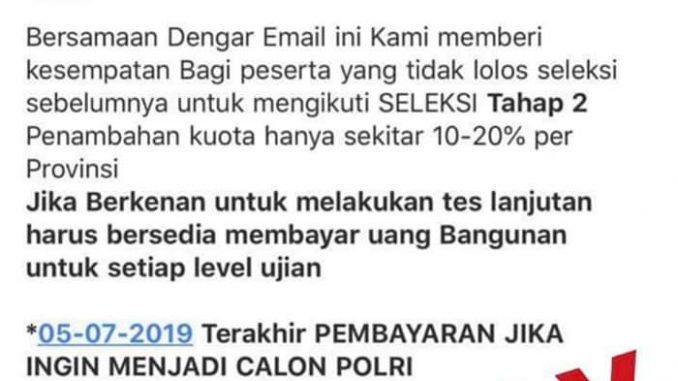 Bersamaan Dengar Email ini Kami memberi
kesempatan Bagi peserta yang tidak lolos seleksi
sebelumnya untuk mengikuti SELEKSI Tahap 2
Penambahan kuota hanya sekitar 10-20% per
Provinsi
Jika Berkenan untuk melakukan tes lanjutan
harus bersedia membayar uang Bangunan
untuk setiap level ujian
*05-07-2019 Terakhir PEMBAYARAN JIKA
INGIN MENJADI CALON POLRI